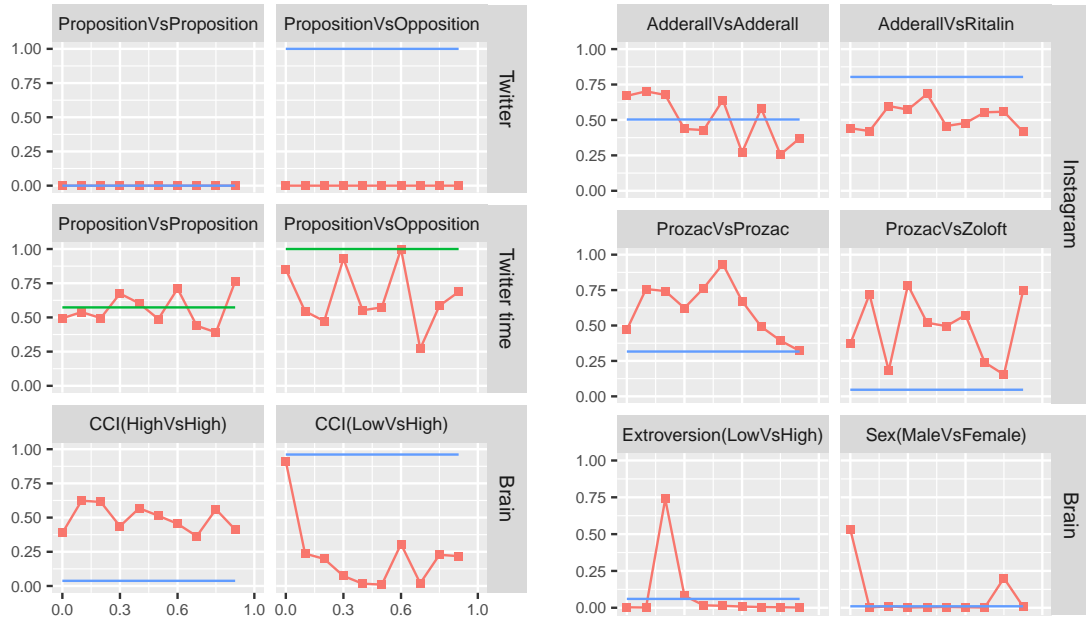 PropositionVsProposition PropositionVsOpposition
1.00
0.75
0.50
0.25
0.00
Twitter
PropositionVsProposition PropositionVsOpposition
1.00
0.75
0.50
0.25
0.00
Twitter time
CCI(HighVsHigh) CCI(LowVsHigh)
1.00
0.75
0.50
0.25
0.00
Brain
0.0 0.3 0.6 1.0 0.0 0.3 0.6 1.0
AdderallVsAdderall AdderallVsRitalin
1.00
0.75
0.50
0.25
0.00
Instagram
ProzacVsProzac ProzacVsZoloft
1.00
0.75
0.50
0.25
0.00
Extroversion(LowVsHigh) Sex(MaleVsFemale)
1.00
0.75
0.50
0.25
0.00
Brain